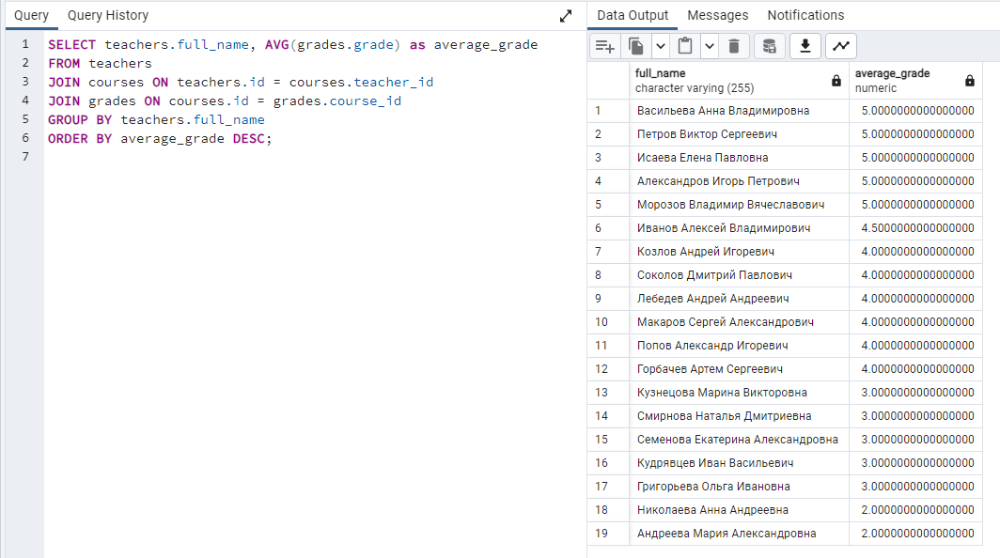 Query Query History
1 SELECT teachers.full_name, AVG(grades.grade) as average_grade
2 FROM teachers
3 JOIN courses ON teachers.id = courses.teacher_id
4 JOIN grades ON courses.id = grades.course_id
5 GROUP BY teachers.full_name
6 ORDER BY average_grade DESC;
7
Data Output Messages Notifications
full_name average_grade
character varying (255) numeric
1 Васильева Анна Владимировна 5.0000000000000000
2 Петров Виктор Сергеевич 5.0000000000000000
3 Исаева Елена Павловна 5.0000000000000000
4 Александров Игорь Петрович 5.0000000000000000
5 Морозов Владимир Вячеславович 5.0000000000000000
6 Иванов Алексей Владимирович 4.5000000000000000
7 Козлов Андрей Игоревич 4.0000000000000000
8 Соколов Дмитрий Павлович 4.0000000000000000
9 Лебедев Андрей Андреевич 4.0000000000000000
10 Макаров Сергей Александрович 4.0000000000000000
11 Попов Александр Игоревич 4.0000000000000000
12 Горбачев Артем Сергеевич 4.0000000000000000
13 Кузнецова Марина Викторовна 3.0000000000000000
14 Смирнова Наталья Дмитриевна 3.0000000000000000
15 Семенова Екатерина Александровна 3.0000000000000000
16 Кудрявцев Иван Васильевич 3.0000000000000000
17 Григорьева Ольга Ивановна 3.0000000000000000
18 Николаева Анна Андреевна 2.0000000000000000
19 Андреева Мария Александровна 2.0000000000000000